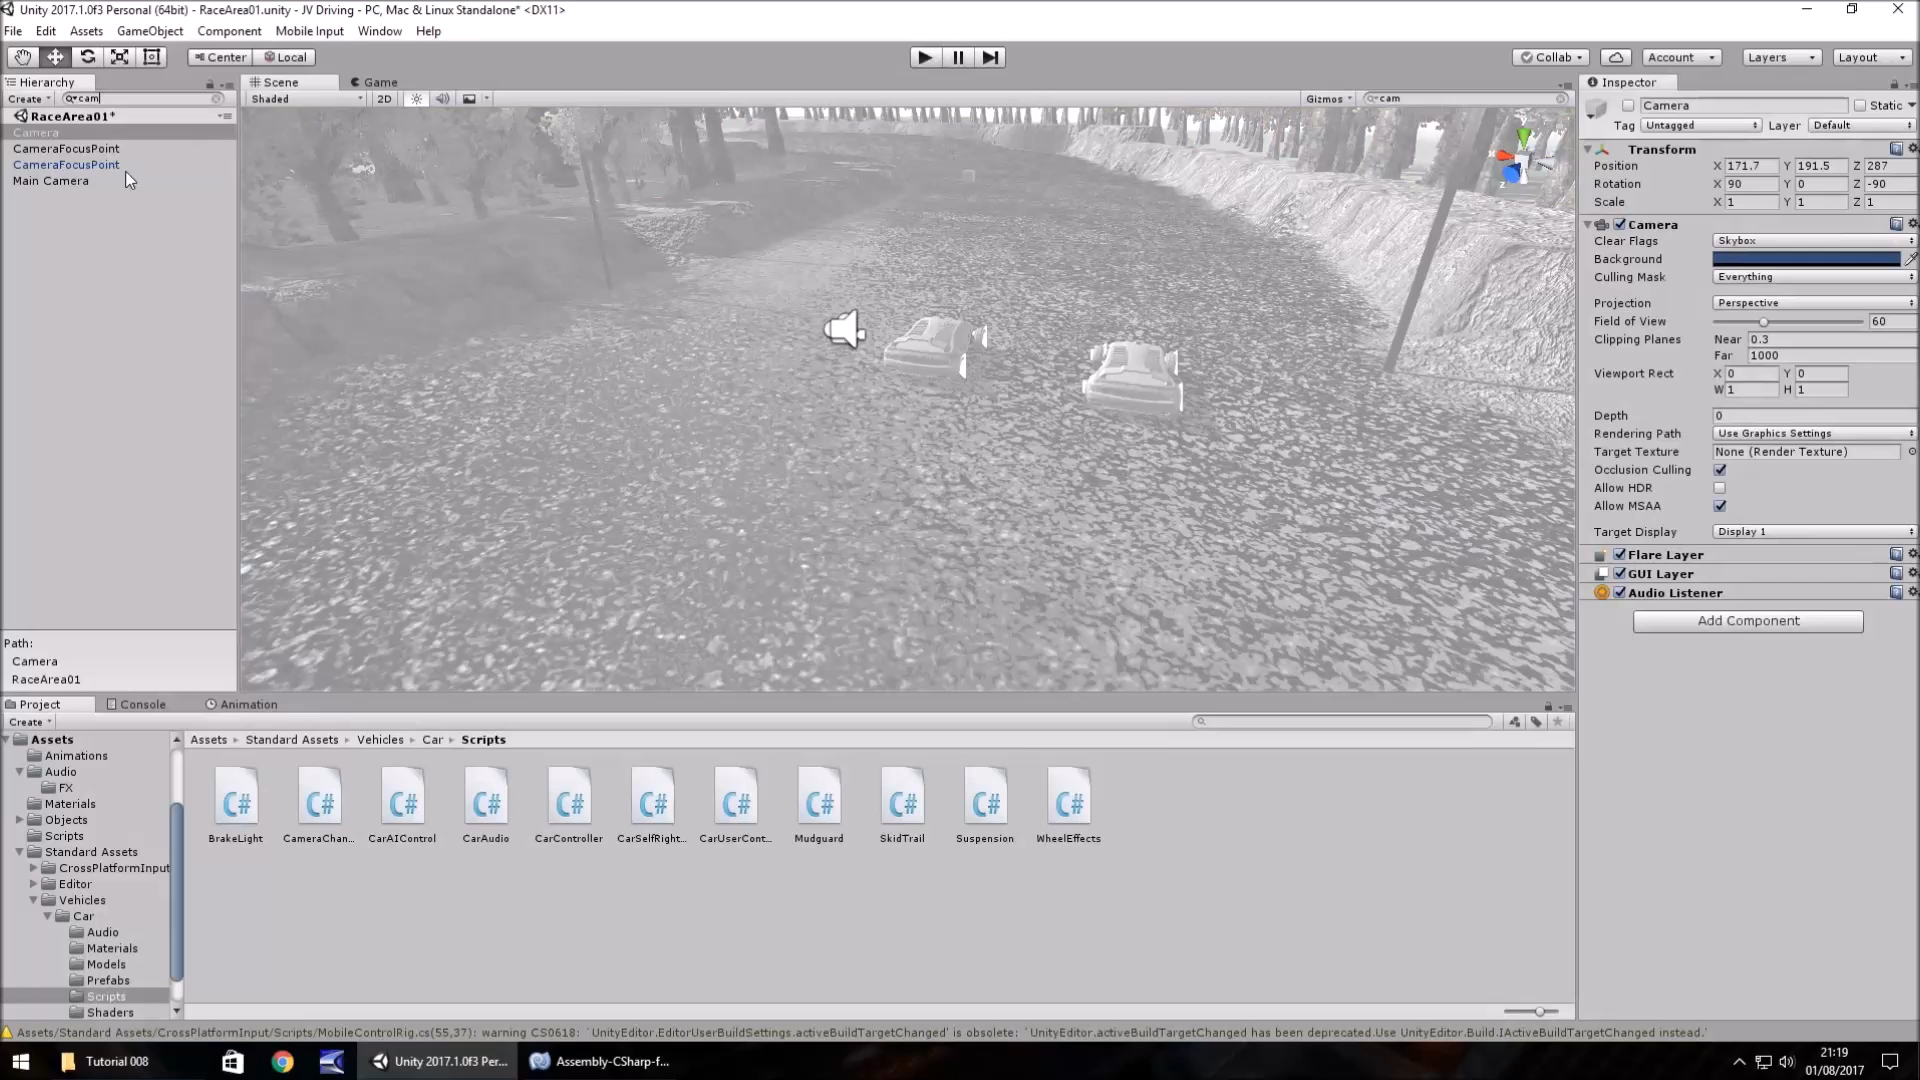 Unity 2017.1.0f3 Personal (64bit) - RaceArea01.unity - JV Driving - PC, Mac & Linux Standalone* <DX11>
File Edit Assets GameObject Component Mobile Input Window Help
Center Local Collab Account Layers Layout
Hierarchy Scene Game Inspector
Create cam Shaded 2D Gizmos cam Camera Static
RaceArea01*
Tag Untagged Layer Default
Camera
CameraFocusPoint
CameraFocusPoint
Main Camera
Transform
Position X 171.7 Y 191.5 Z 287
Rotation X 90 Y 0 Z -90
Scale X 1 Y 1 Z 1
Camera
Clear Flags Skybox
Background
Culling Mask Everything
Projection Perspective
Field of View 60
Clipping Planes Near 0.3
Far 1000
Viewport Rect X 0 Y 0
W 1 H 1
Depth 0
Rendering Path Use Graphics Settings
Target Texture None (Render Texture)
Occlusion Culling
Allow HDR
Allow MSAA
Target Display Display 1
Flare Layer
GUI Layer
Audio Listener
Add Component
z
Path:
Camera
RaceArea01
Project Console Animation
Create
Assets Standard Assets Vehicles Car Scripts
Assets
Animations
Audio
FX
Materials
Objects
Scripts
Standard Assets
CrossPlatformInput
Editor
Vehicles
Car
Audio
Materials
Models
Prefabs
Scripts
Shaders
C# C# C# C# C# C# C# C# C# C# C#
BrakeLight CameraChan... CarAIControl CarAudio CarController CarSelfRight... CarUserCont... Mudguard SkidTrail Suspension WheelEffects
Assets/Standard Assets/CrossPlatformInput/Scripts/MobileControlRig.cs(55,37): warning CS0618: `UnityEditor.EditorUserBuildSettings.activeBuildTargetChanged' is obsolete: `UnityEditor.activeBuildTargetChanged has been deprecated.Use UnityEditor.Build.IActiveBuildTargetChanged instead.'
Tutorial 008 Unity 2017.1.0f3 Per... Assembly-CSharp-f...
21:19
01/08/2017